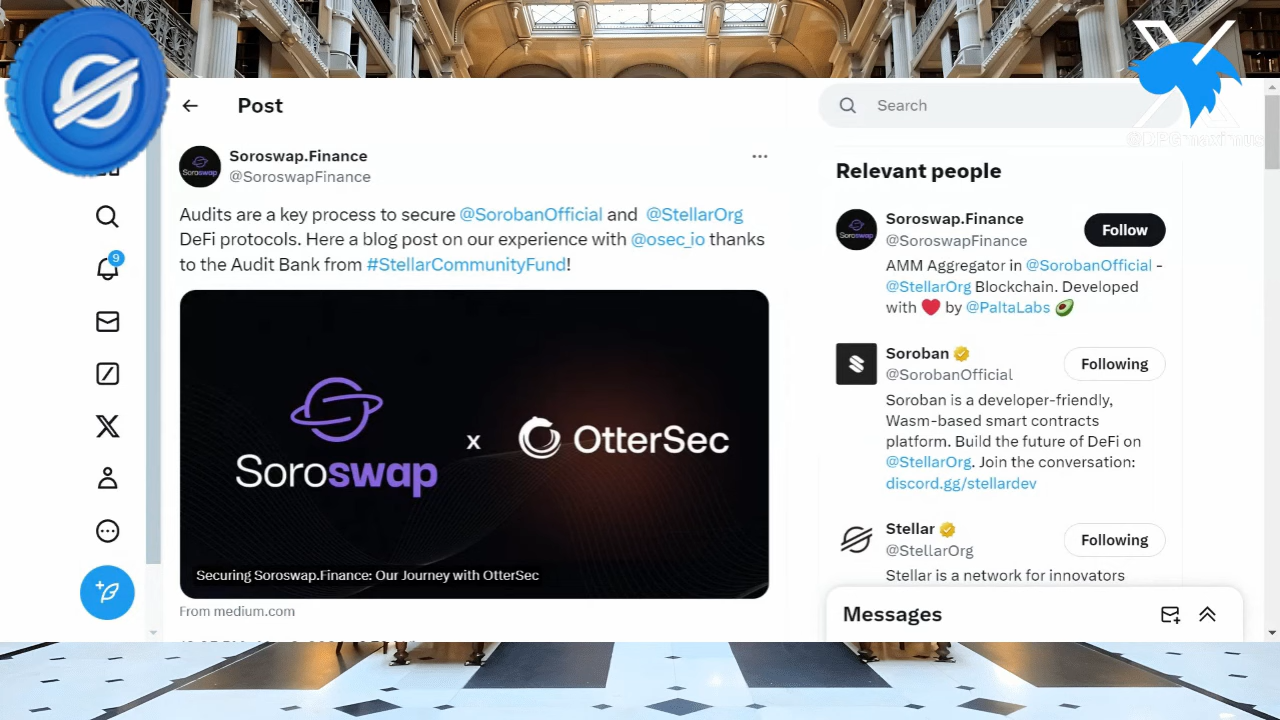 Post
Search
Soroswap.Finance
@SoroswapFinance
Audits are a key process to secure @SorobanOfficial and @StellarOrg
DeFi protocols. Here a blog post on our experience with @osec_io thanks
to the Audit Bank from #StellarCommunityFund!
Soroswap
x
OtterSec
Securing Soroswap.Finance: Our Journey with OtterSec
From medium.com
9
Relevant people
Soroswap.Finance
@SoroswapFinance
Follow
AMM Aggregator in @SorobanOfficial -
@StellarOrg Blockchain. Developed
with ❤️ by @PaltaLabs 🥑
Soroban
@SorobanOfficial
Following
Soroban is a developer-friendly,
Wasm-based smart contracts
platform. Build the future of DeFi on
@StellarOrg. Join the conversation:
discord.gg/stellardev
Stellar
@StellarOrg
Following
Stellar is a network for innovators
Messages